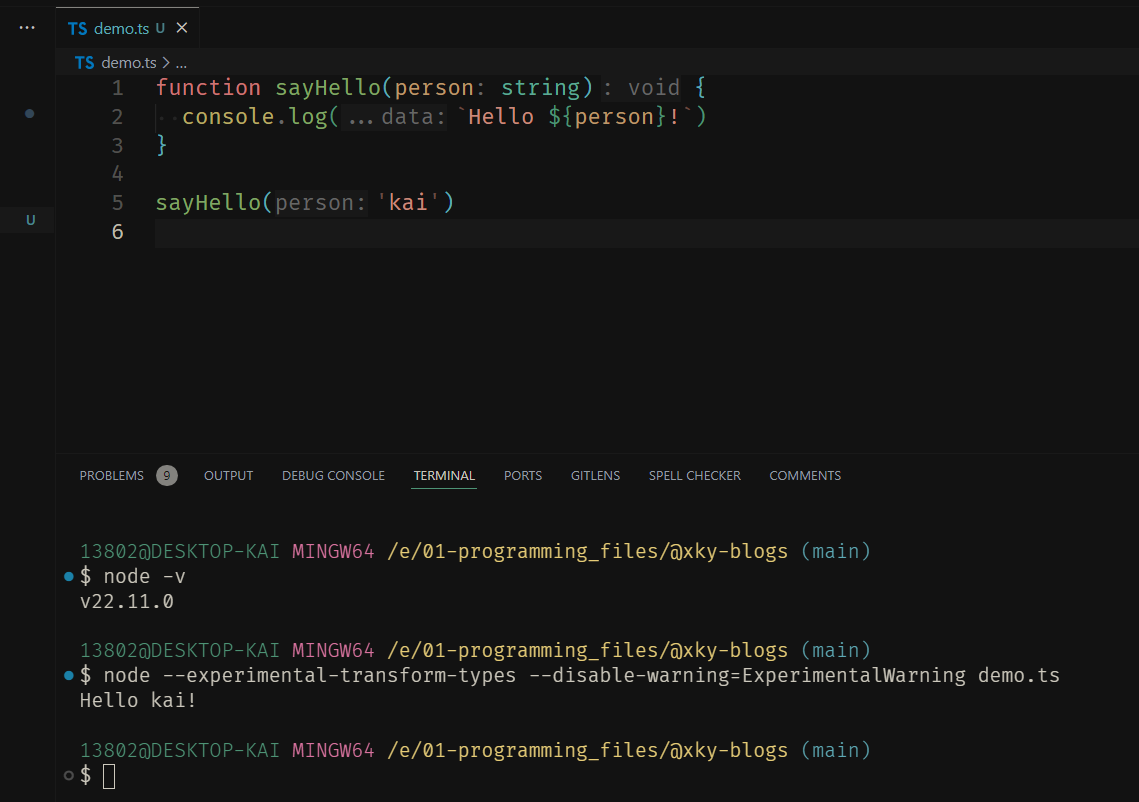 ... TS demo.ts U ×
TS demo.ts > ...
1 function sayHello(person: string) : void {
2 console.log( ...data: `Hello ${person}!`)
3 }
4
5 sayHello(person: 'kai')
U
6
PROBLEMS 9 OUTPUT DEBUG CONSOLE TERMINAL PORTS GITLENS SPELL CHECKER COMMENTS
13802@DESKTOP-KAI MINGW64 /e/01-programming_files/@xky-blogs (main)
$ node -v
v22.11.0
13802@DESKTOP-KAI MINGW64 /e/01-programming_files/@xky-blogs (main)
$ node --experimental-transform-types --disable-warning=ExperimentalWarning demo.ts
Hello kai!
13802@DESKTOP-KAI MINGW64 /e/01-programming_files/@xky-blogs (main)
$